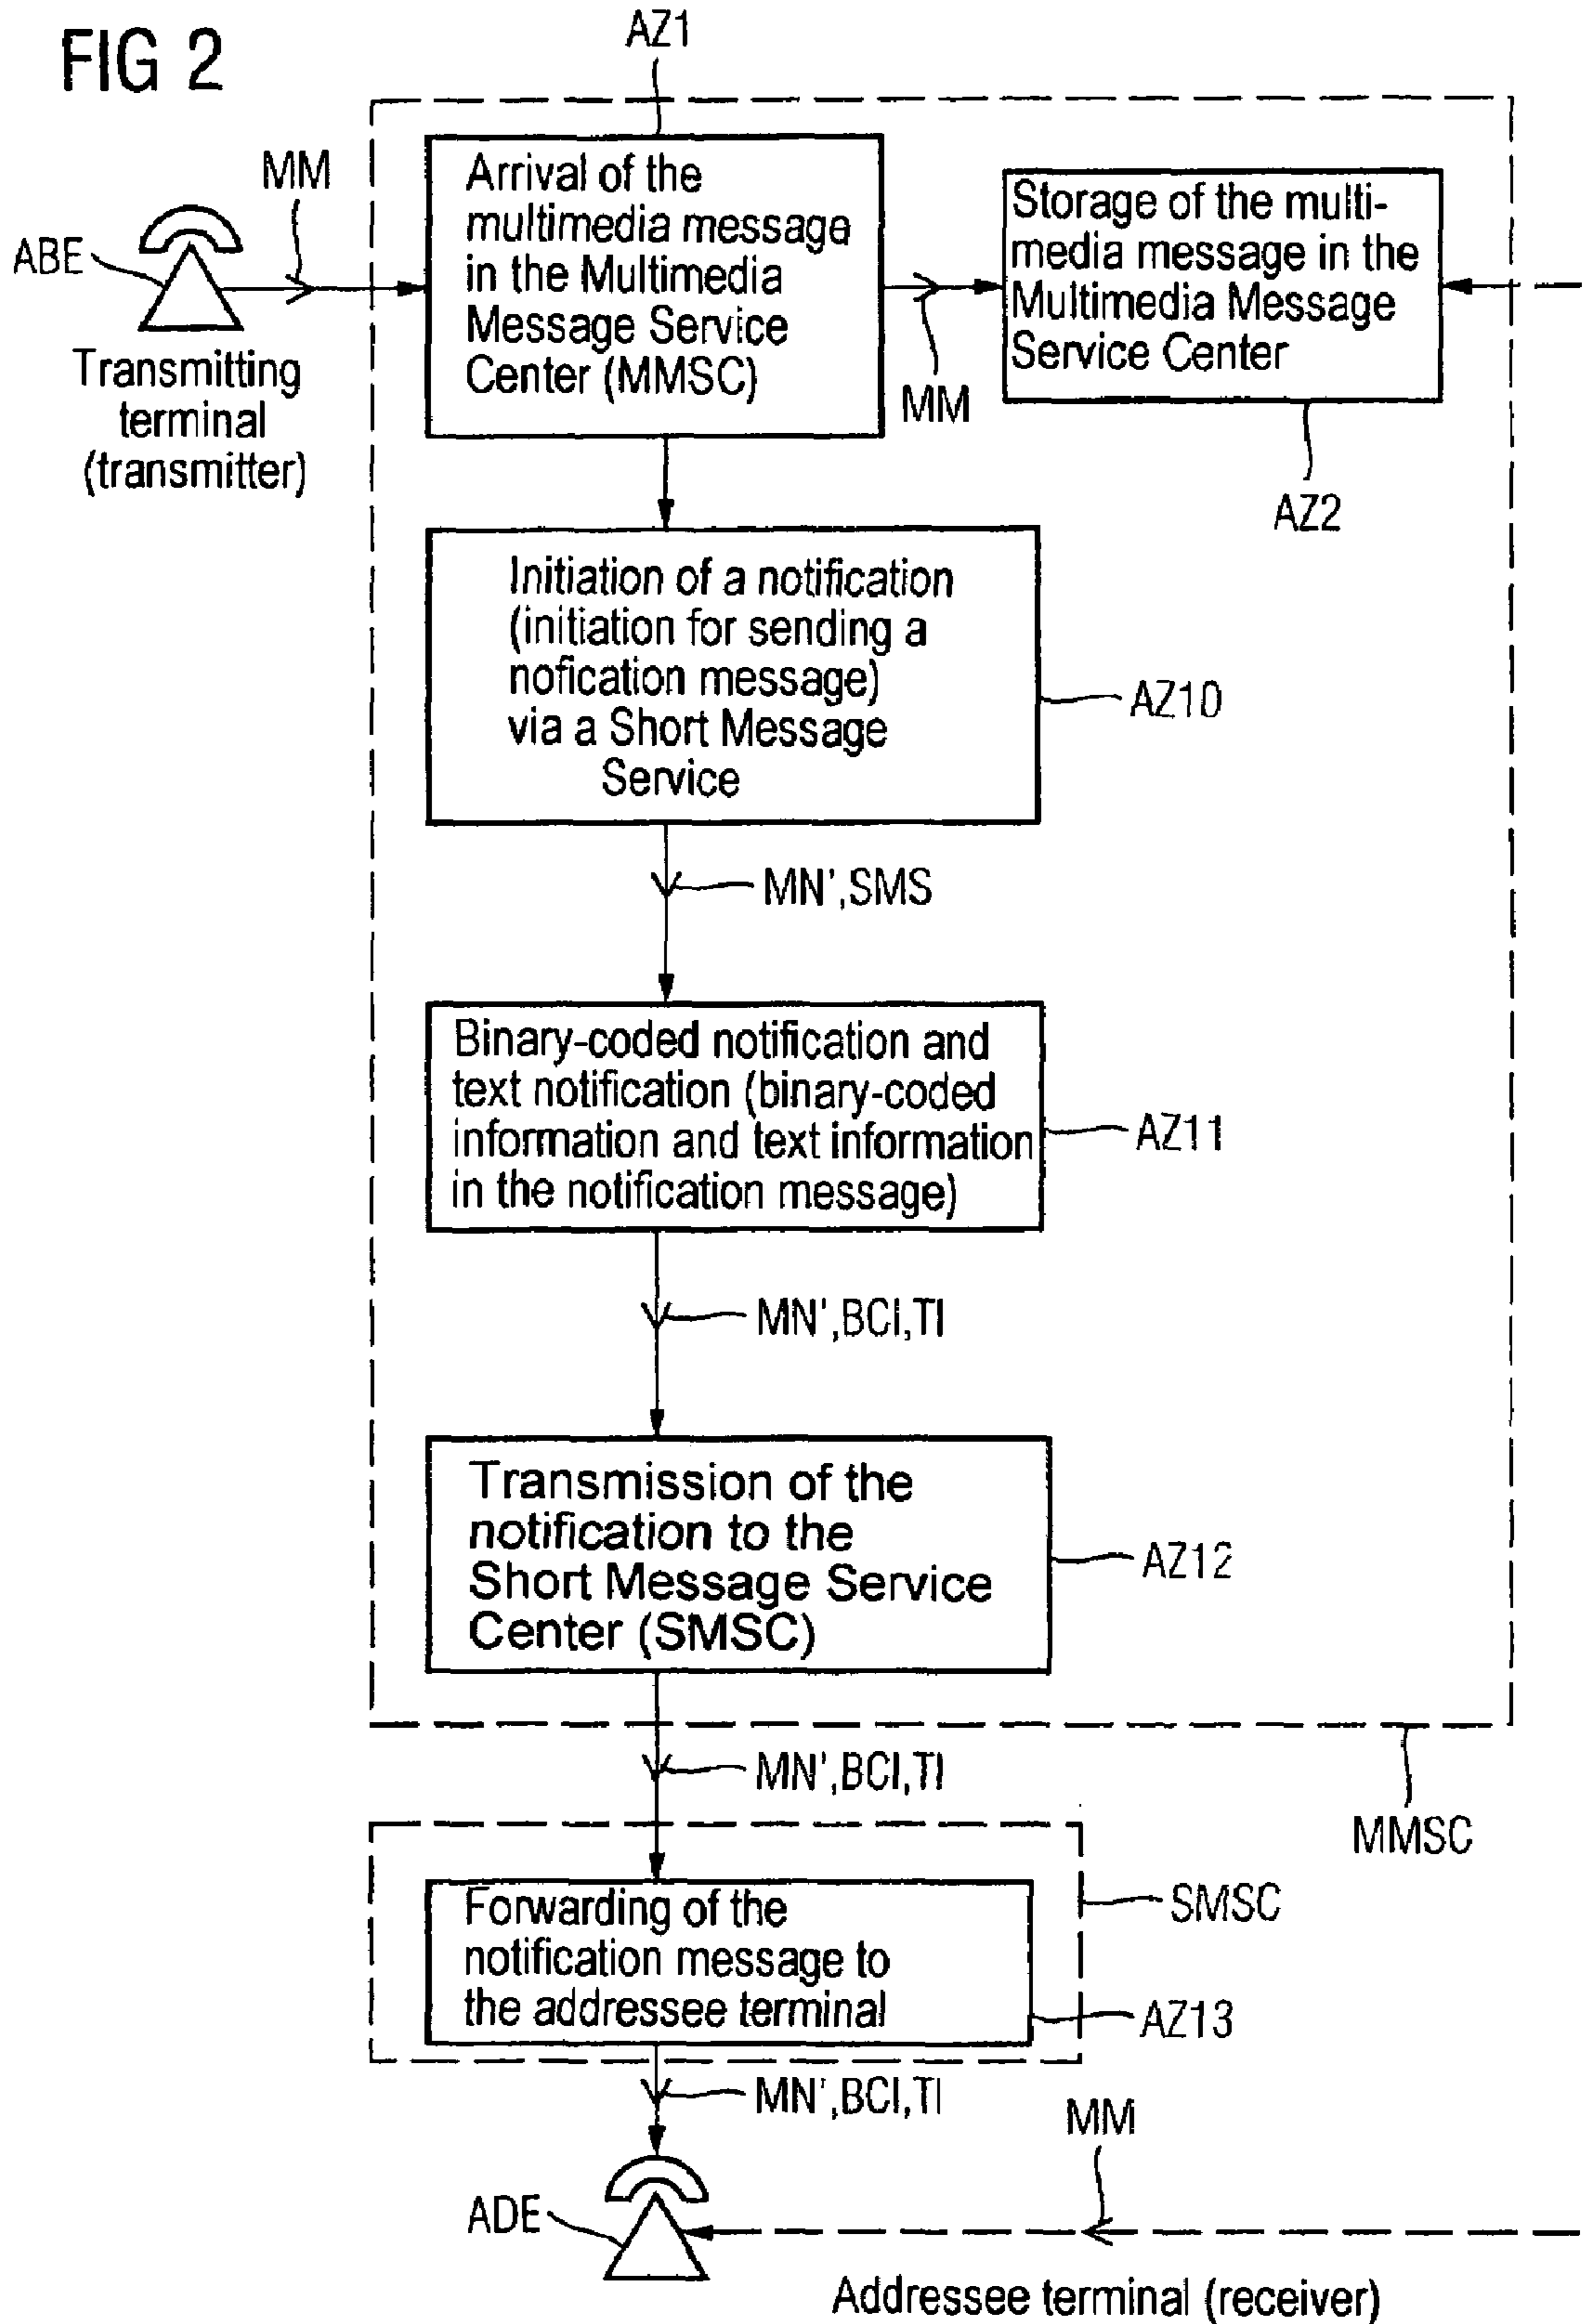 FIG 2
AZ1
MM
ABE
Transmitting
terminal
(transmitter)
Arrival of the
multimedia message
in the Multimedia
Message Service
Center (MMSC)
MM
Storage of the multi-
media message in the
Multimedia Message
Service Center
AZ2
Initiation of a notification
(initiation for sending a
nofication message)
via a Short Message
Service
AZ10
MN',SMS
Binary-coded notification and
text notification (binary-coded
information and text information
in the notification message)
AZ11
MN',BCI,TI
Transmission of the
notification to the
Short Message Service
Center (SMSC)
AZ12
MN',BCI,TI
MMSC
Forwarding of the
notification message to
the addressee terminal
SMSC
AZ13
MN',BCI,TI
MM
ADE
Addressee terminal (receiver)